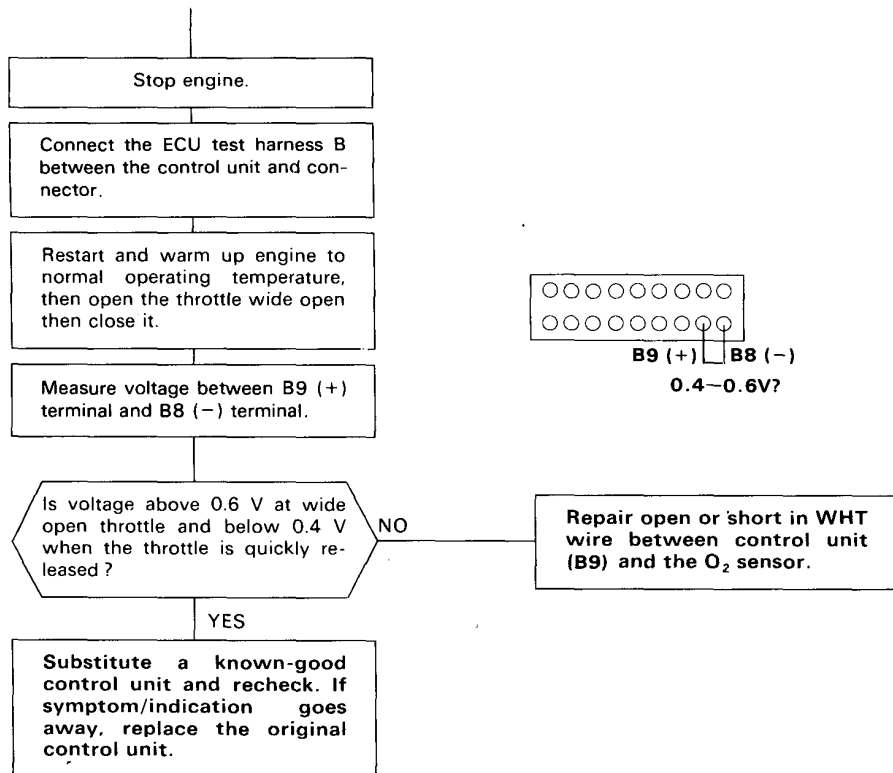 Stop engine.
Connect the ECU test harness B
between the control unit and con-
nector.
Restart and warm up engine to
normal operating temperature,
then open the throttle wide open
then close it.
B9 (+) B8 (−)
0.4—0.6V?
Measure voltage between B9 (+)
terminal and B8 (−) terminal.
Is voltage above 0.6 V at wide
open throttle and below 0.4 V
when the throttle is quickly re-
leased ?
NO
Repair open or short in WHT
wire between control unit
(B9) and the O₂ sensor.
YES
Substitute a known-good
control unit and recheck. If
symptom/indication goes
away, replace the original
control unit.